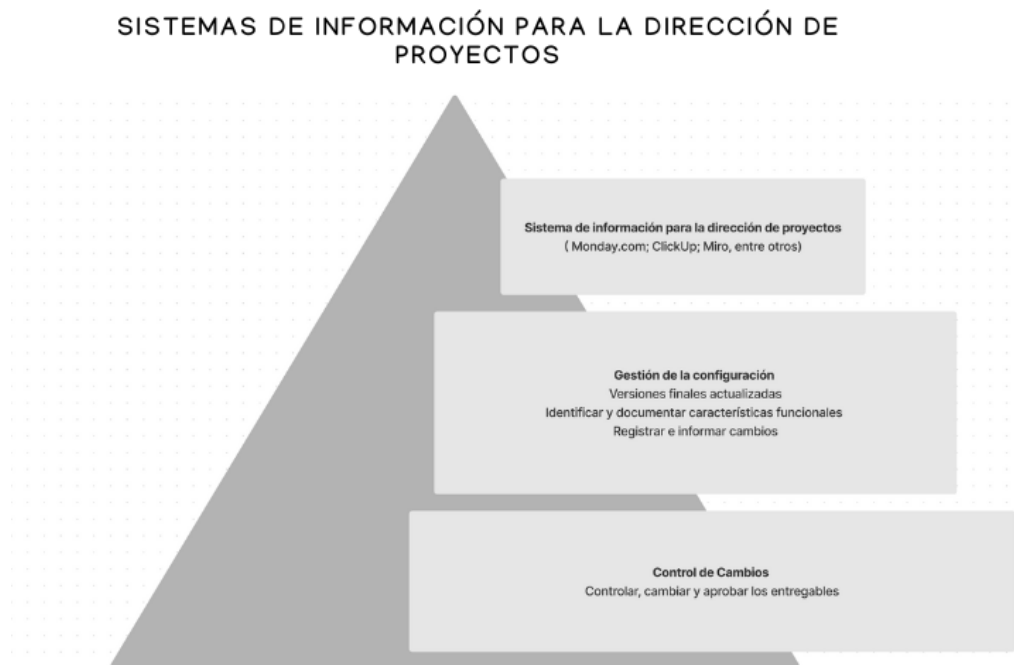 SISTEMAS DE INFORMACIÓN PARA LA DIRECCIÓN DE
PROYECTOS
Sistema de información para la dirección de proyectos
( Monday.com; ClickUp; Miro, entre otros)
Gestión de la configuración
Versiones finales actualizadas
Identificar y documentar características funcionales
Registrar e informar cambios
Control de Cambios
Controlar, cambiar y aprobar los entregables